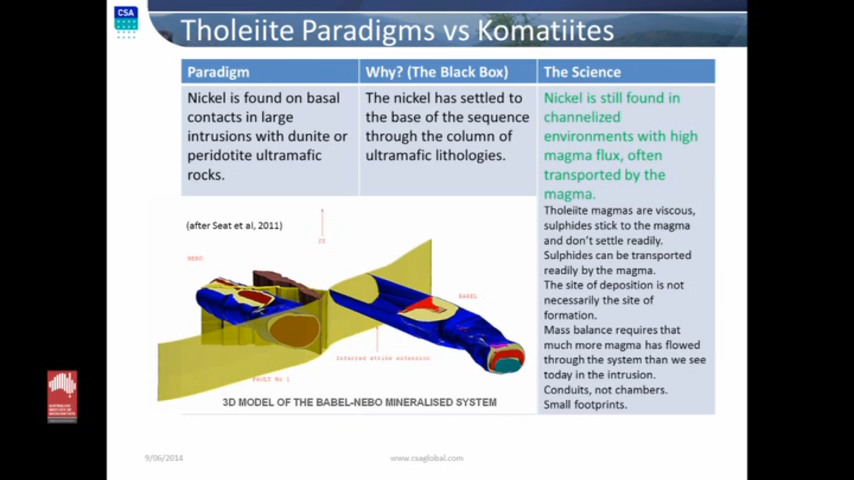 CSA
Tholeiite Paradigms vs Komatiites
Paradigm
Why? (The Black Box)
The Science
Nickel is found on basal
contacts in large
intrusions with dunite or
peridotite ultramafic
rocks.
The nickel has settled to
the base of the sequence
through the column of
ultramafic lithologies.
Nickel is still found in
channelized
environments with high
magma flux, often
transported by the
magma.
Tholeiite magmas are viscous,
sulphides stick to the magma
and don't settle readily.
Sulphides can be transported
readily by the magma.
The site of deposition is not
necessarily the site of
formation.
Mass balance requires that
much more magma has flowed
through the system than we see
today in the intrusion.
Conduits, not chambers.
Small footprints.
(after Seat et al, 2011)
NEBO
BABEL
Inferred strike extension
FAULT No 1
3D MODEL OF THE BABEL-NEBO MINERALISED SYSTEM
9/06/2014
www.csaglobal.com